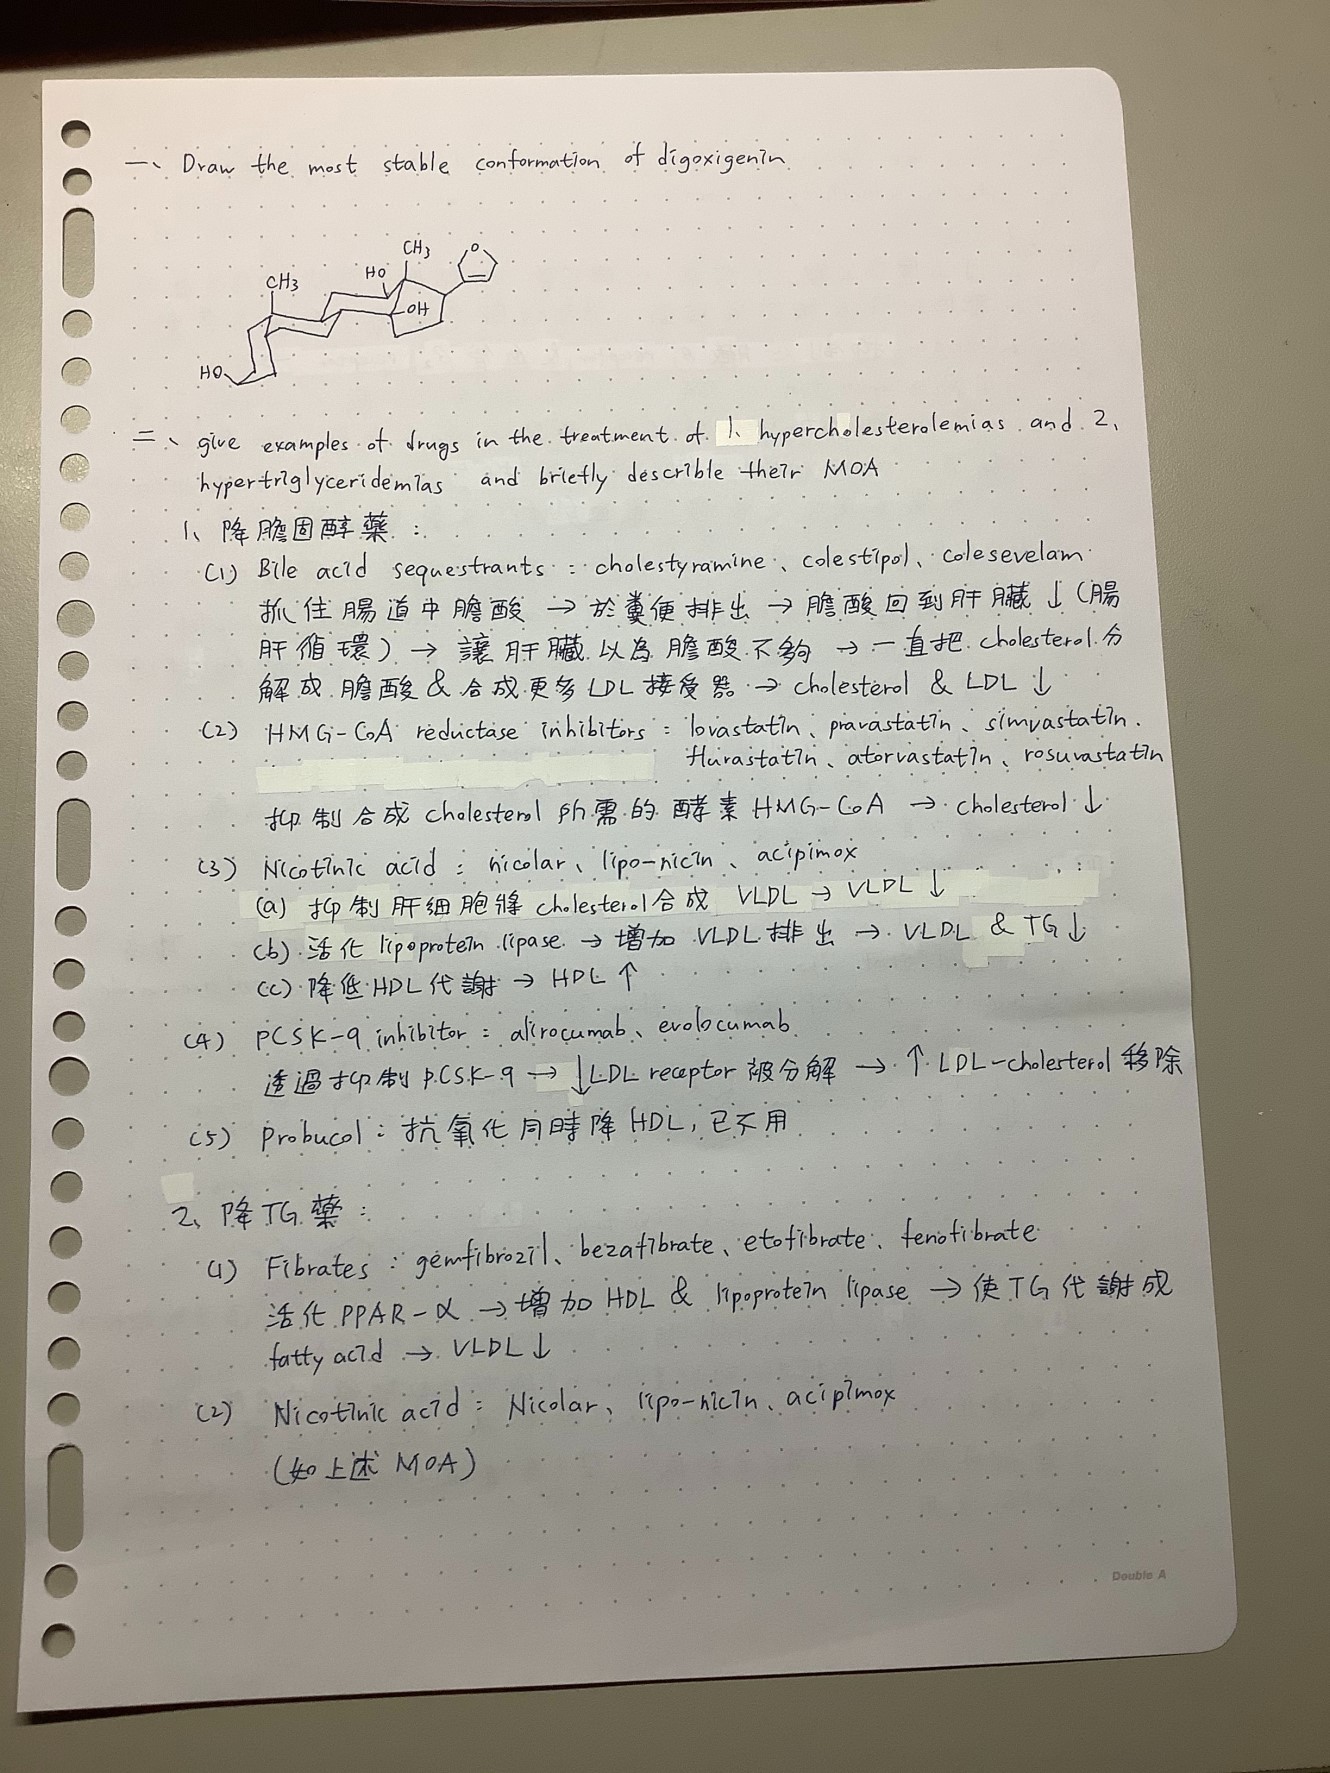 一、 Draw the most stable conformation of digoxigenin
CH3
O
HO
CH3
OH
HO
二、 give examples of drugs in the treatment of 1、 hypercholesterolemias and 2、
hypertriglyceridemias and briefly describle their MOA
1、 降膽固醇藥 :
(1) Bile acid sequestrants : cholestyramine、colestipol、colesevelam
抓住腸道中膽酸 → 於糞便排出 → 膽酸回到肝臟 ↓ (腸
肝循環) → 讓肝臟以為膽酸不夠 → 一直把 cholesterol 分
解成膽酸 & 合成更多 LDL 接受器 → cholesterol & LDL ↓
(2) HMG-CoA reductase inhibitors : lovastatin、pravastatin、simvastatin、
fluvastatin、atorvastatin、rosuvastatin
抑制合成 cholesterol 所需的酵素 HMG-CoA → cholesterol ↓
(3) Nicotinic acid : nicolar、lipo-nicin、acipimox
(a) 抑制肝細胞將 cholesterol 合成 VLDL → VLDL ↓
(b) 活化 lipoprotein lipase → 增加 VLDL 排出 → VLDL & TG ↓
(c) 降低 HDL 代謝 → HDL ↑
(4) PCSK-9 inhibitor : alirocumab、evolocumab
透過抑制 PCSK-9 → ↓ LDL receptor 被分解 → ↑ LDL-cholesterol 移除
(5) Probucol : 抗氧化同時降 HDL, 已不用
2、 降 TG 藥 :
(1) Fibrates : gemfibrozil、bezafibrate、etofibrate、fenofibrate
活化 PPAR-α → 增加 HDL & lipoprotein lipase → 使 TG 代謝成
fatty acid → VLDL ↓
(2) Nicotinic acid : Nicolar、lipo-nicin、acipimox
(如上述 MOA)
Double A